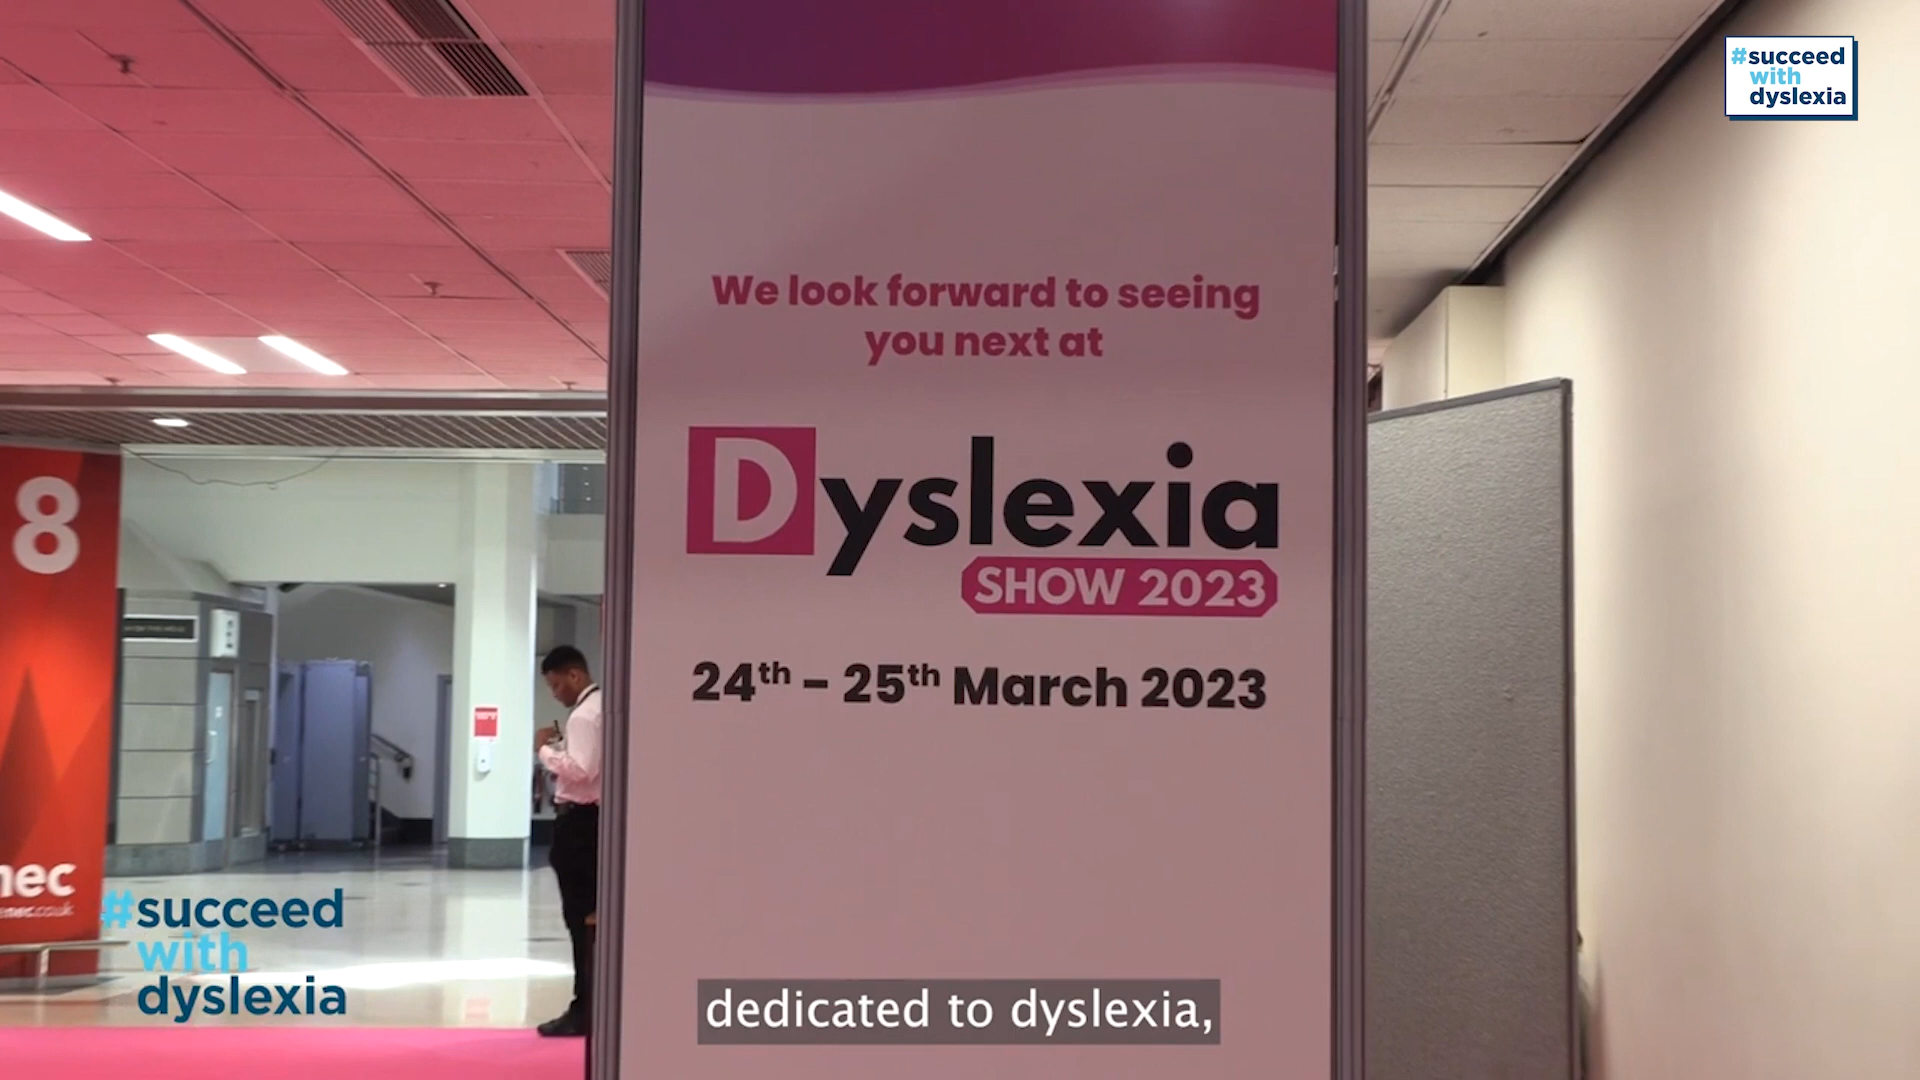 #succeed
with
dyslexia
We look forward to seeing
you next at
Dyslexia
SHOW 2023
24th - 25th March 2023
8
nec
#succeed
with
dyslexia
dedicated to dyslexia,